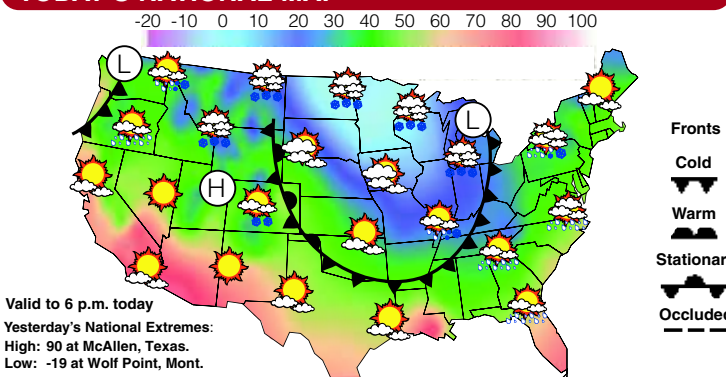 -20 -10 0 10 20 30 40 50 60 70 80 90 100
L
L
H
Fronts
Cold
Warm
Stationar
Occluded
Valid to 6 p.m. today
Yesterday's National Extremes:
High: 90 at McAllen, Texas.
Low: -19 at Wolf Point, Mont.